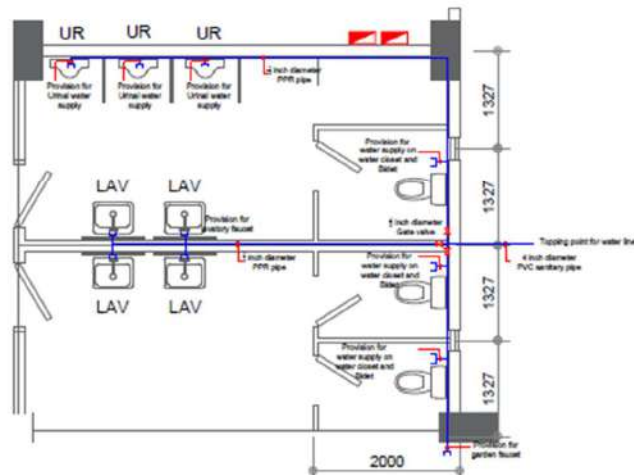 UR
UR
UR
Provision for
Urinal water
supply
Provision for
Urinal water
supply
Provision for
Urinal water
supply
inch diameter
PPR pipe
1327
Provision for
water supply on
water closet and
Bidet
1327
LAV
LAV
Provision for
lavatory faucet
inch diameter
Gate valve
Topping point for water line
inch diameter
PPR pipe
Provision for
water supply on
water closet and
Bidet
4 inch diameter
PVC sanitary pipe
LAV
LAV
1327
Provision for
water supply on
water closet and
Bidet
1327
Provision for
garden faucet
2000